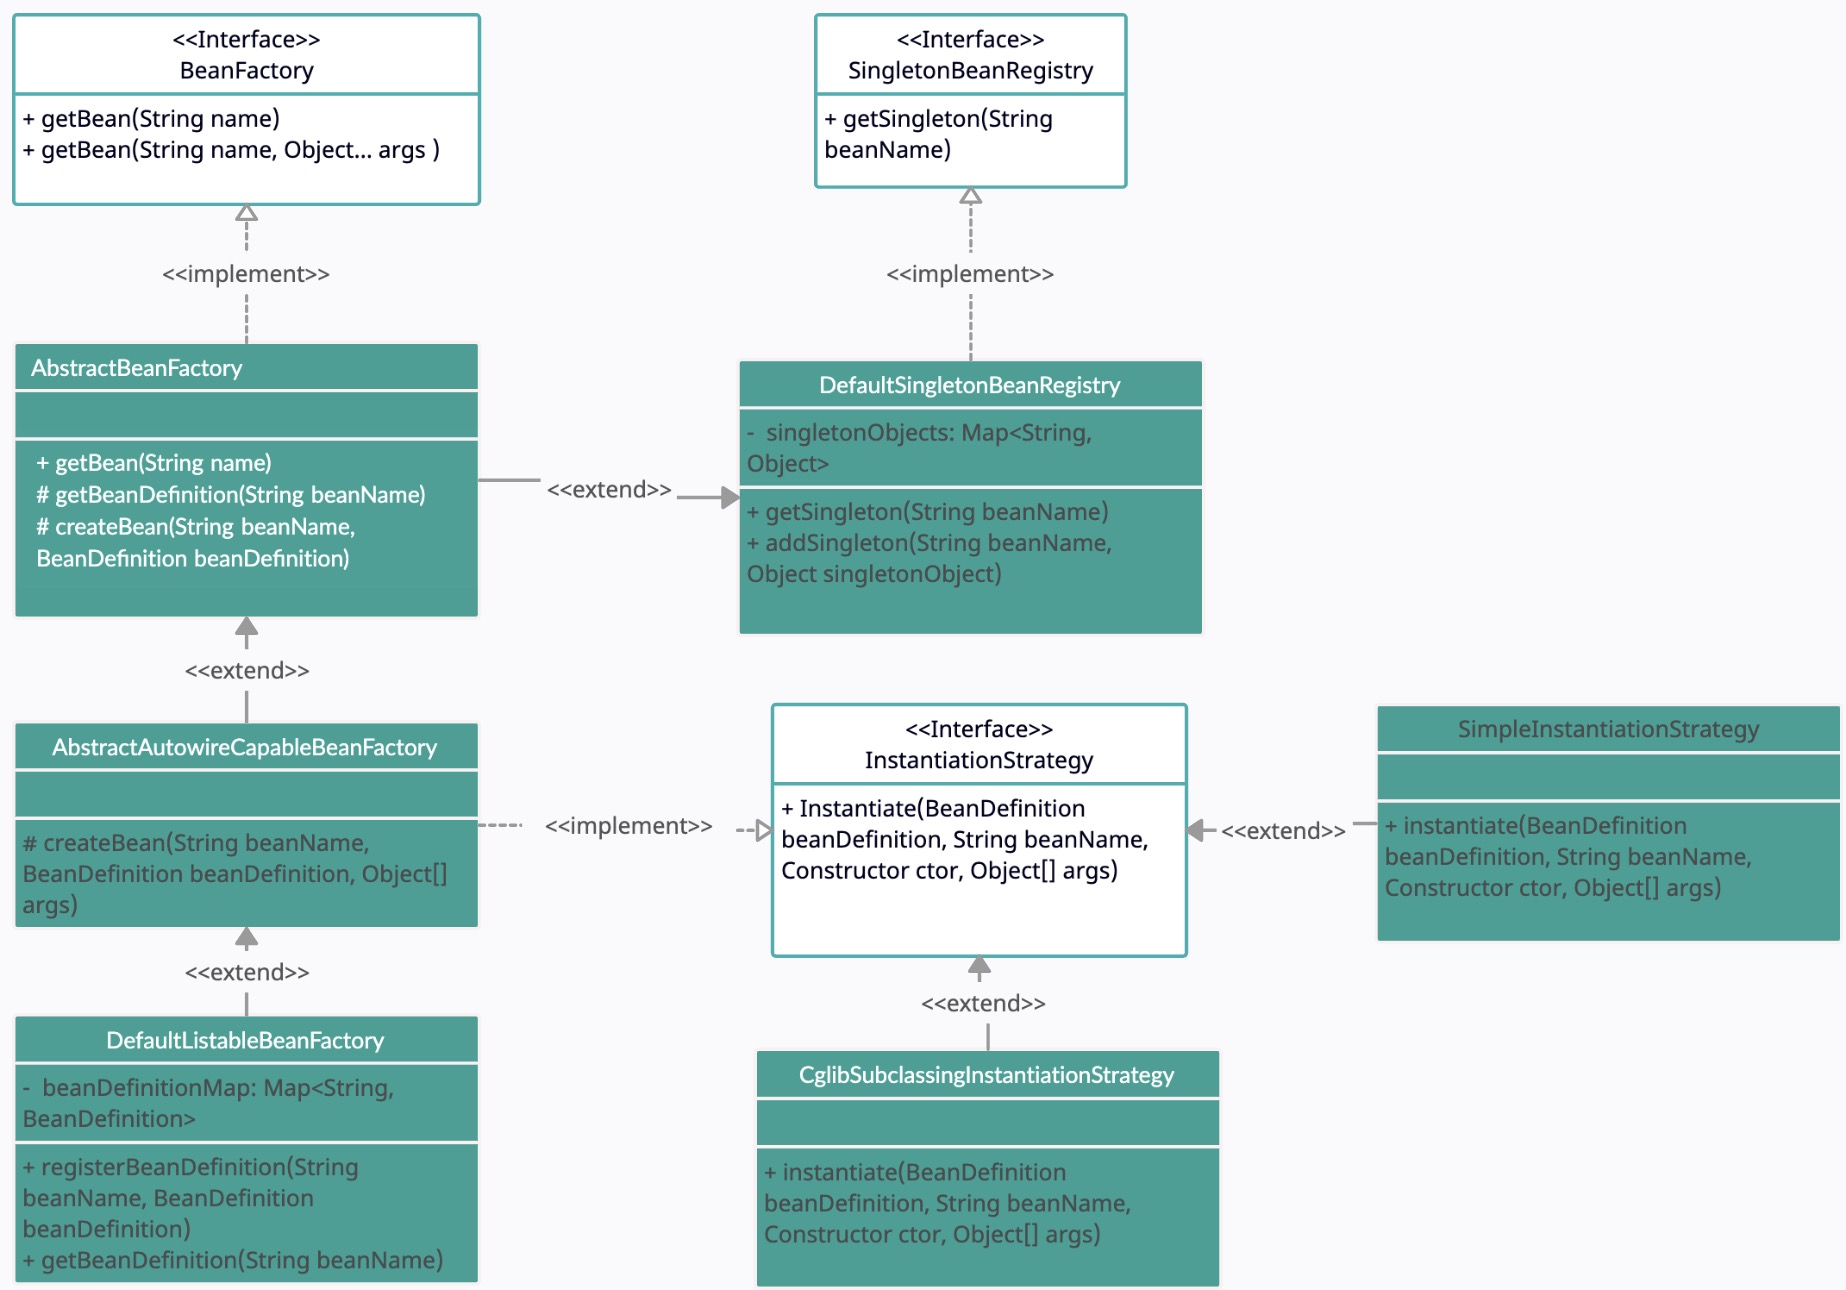 <<Interface>>
BeanFactory
+ getBean(String name)
+ getBean(String name, Object... args )
<<Interface>>
SingletonBeanRegistry
+ getSingleton(String
beanName)
<<implement>>
<<implement>>
AbstractBeanFactory
+ getBean(String name)
# getBeanDefinition(String beanName)
# createBean(String beanName,
BeanDefinition beanDefinition)
<<extend>>
DefaultSingletonBeanRegistry
-  singletonObjects: Map<String,
Object>
+ getSingleton(String beanName)
+ addSingleton(String beanName,
Object singletonObject)
<<extend>>
AbstractAutowireCapableBeanFactory
# createBean(String beanName,
BeanDefinition beanDefinition, Object[]
args)
<<implement>>
<<Interface>>
InstantiationStrategy
+ Instantiate(BeanDefinition
beanDefinition, String beanName,
Constructor ctor, Object[] args)
<<extend>>
SimpleInstantiationStrategy
+ instantiate(BeanDefinition
beanDefinition, String beanName,
Constructor ctor, Object[] args)
<<extend>>
<<extend>>
DefaultListableBeanFactory
-  beanDefinitionMap: Map<String,
BeanDefinition>
+ registerBeanDefinition(String
beanName, BeanDefinition
beanDefinition)
+ getBeanDefinition(String beanName)
CglibSubclassingInstantiationStrategy
+ instantiate(BeanDefinition
beanDefinition, String beanName,
Constructor ctor, Object[] args)